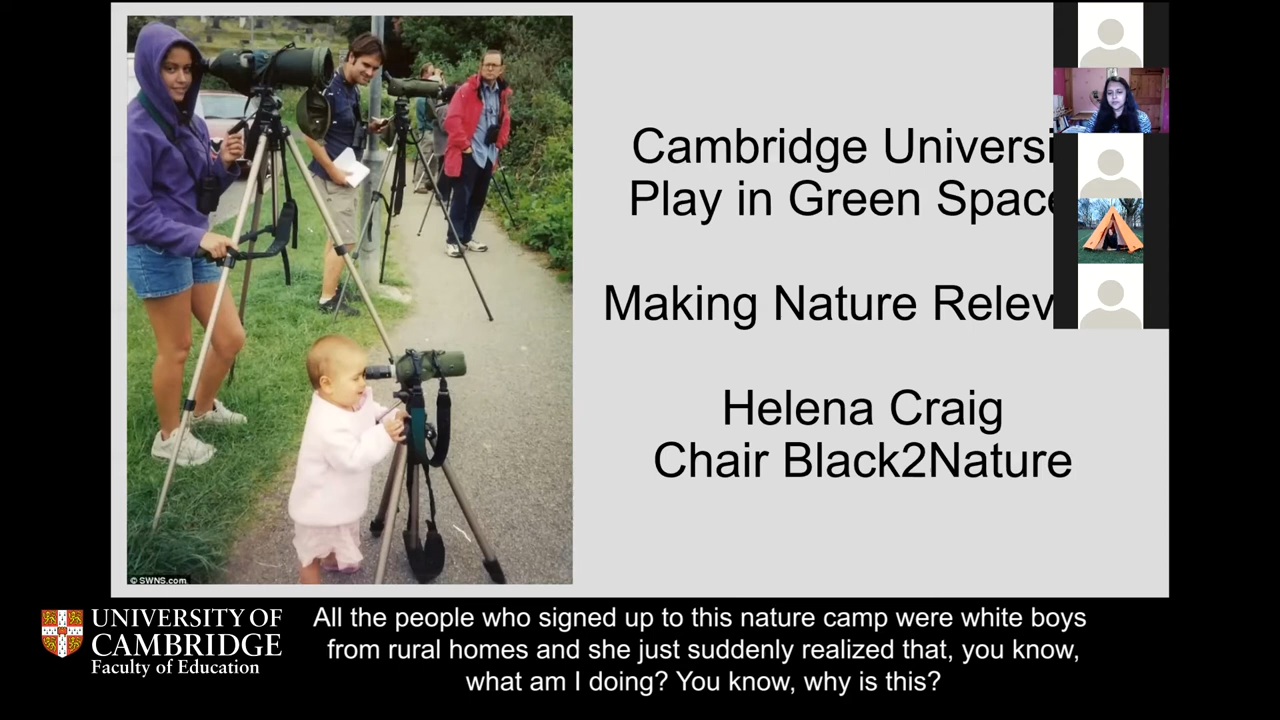 Cambridge Universi
Play in Green Space
Making Nature Relev
Helena Craig
Chair Black2Nature
© SWNS.com
UNIVERSITY OF
CAMBRIDGE
Faculty of Education
All the people who signed up to this nature camp were white boys
from rural homes and she just suddenly realized that, you know,
what am I doing? You know, why is this?